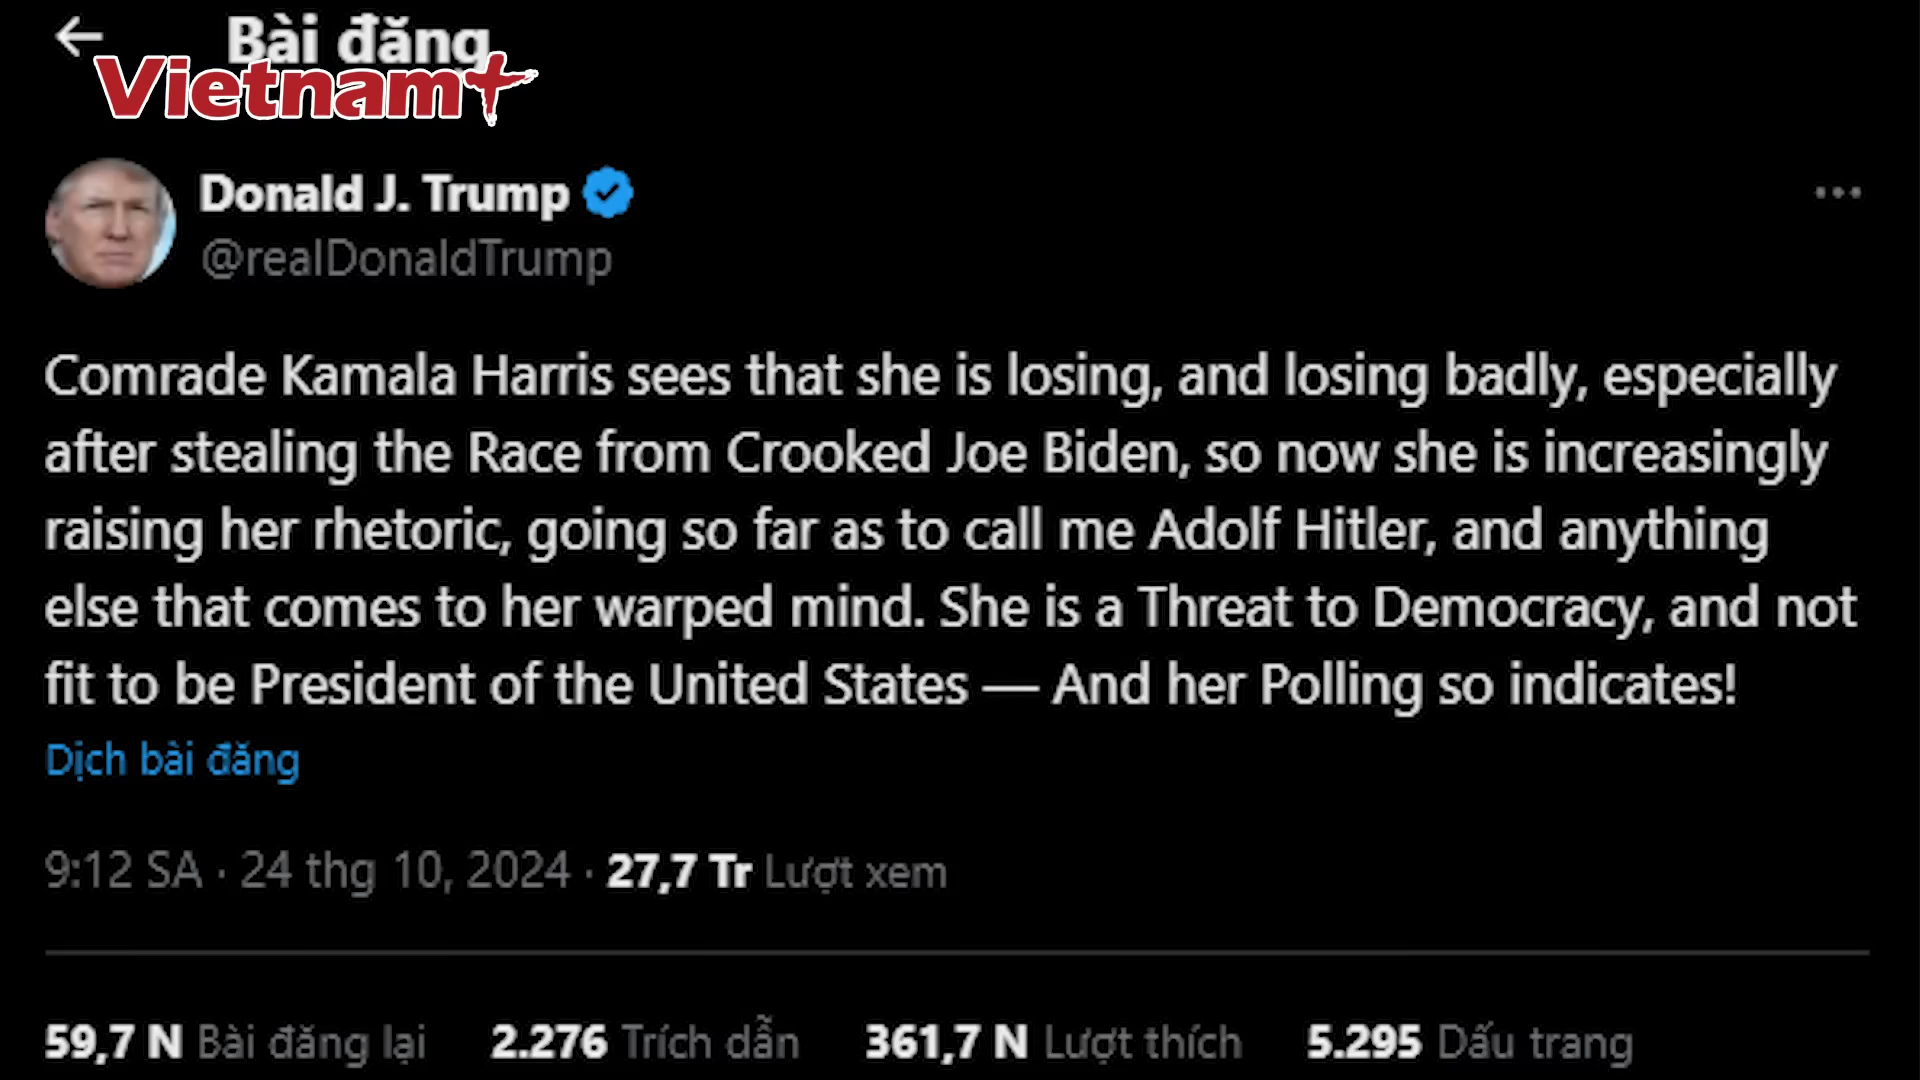 Bài đăng
Vietnam+
Donald J. Trump
@realDonaldTrump
Comrade Kamala Harris sees that she is losing, and losing badly, especially
after stealing the Race from Crooked Joe Biden, so now she is increasingly
raising her rhetoric, going so far as to call me Adolf Hitler, and anything
else that comes to her warped mind. She is a Threat to Democracy, and not
fit to be President of the United States — And her Polling so indicates!
Dịch bài đăng
9:12 SA · 24 thg 10, 2024 · 27,7 Tr Lượt xem
59,7 N Bài đăng lại 2.276 Trích dẫn 361,7 N Lượt thích 5.295 Dấu trang